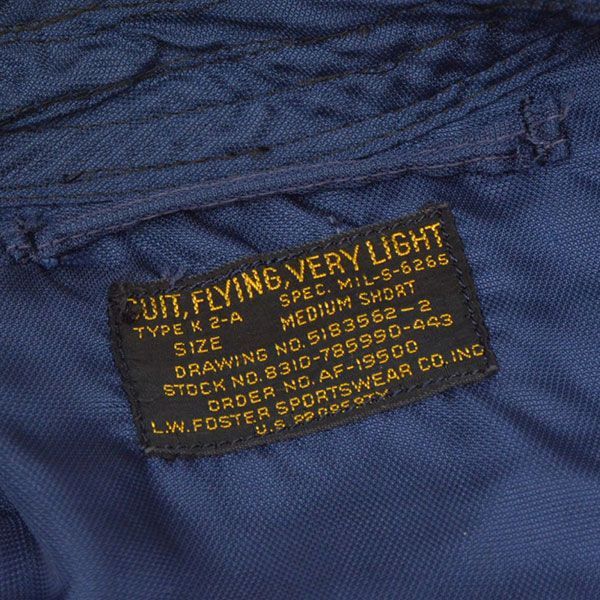 SUIT, FLYING, VERY LIGHT
TYPE K 2-A SPEC. MIL-S-6265
SIZE MEDIUM SHORT
DRAWING NO. 5183562-2
STOCK NO. 8310-785990-443
ORDER NO. AF-19500
L.W. FOSTER SPORTSWEAR CO. INC
U.S. PROPERTY